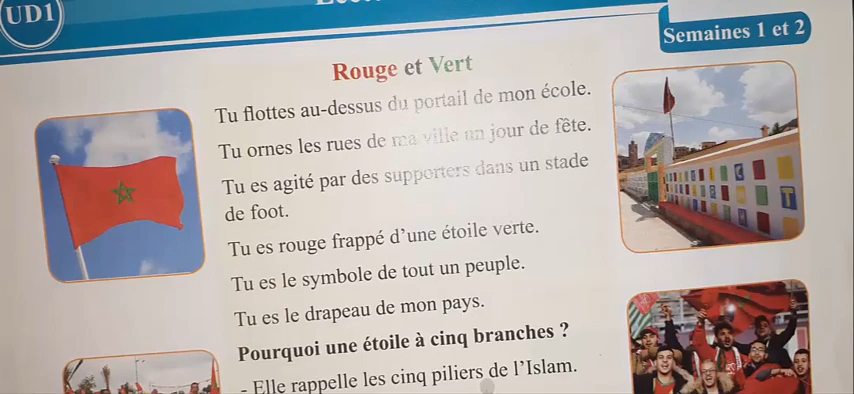 UD1
Semaines 1 et 2
Rouge et Vert
Tu flottes au-dessus du portail de mon école.
Tu ornes les rues de ma ville un jour de fête.
Tu es agité par des supporters dans un stade
de foot.
Tu es rouge frappé d'une étoile verte.
Tu es le symbole de tout un peuple.
Tu es le drapeau de mon pays.
Pourquoi une étoile à cinq branches ?
- Elle rappelle les cinq piliers de l'Islam.